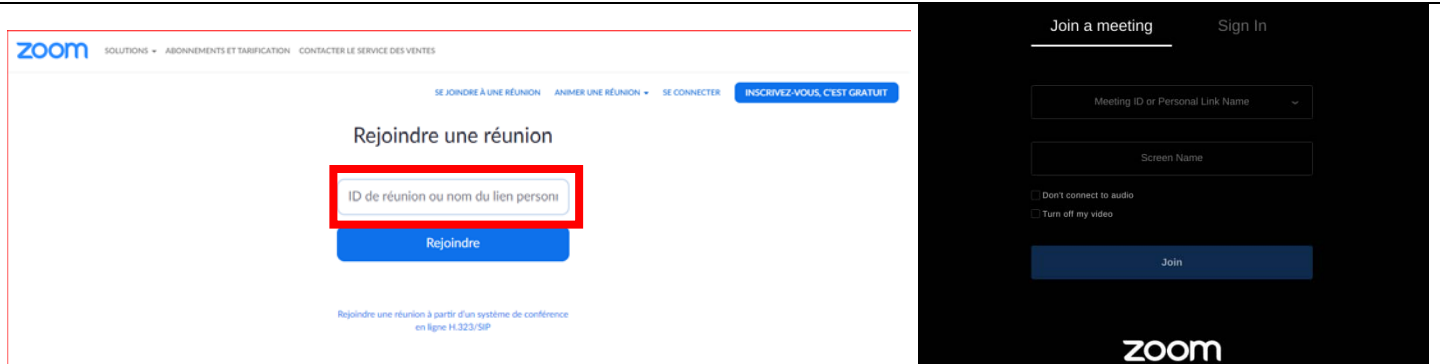 zoom SOLUTIONS ABONNEMENTS ET TARIFICATION CONTACTER LE SERVICE DES VENTES
SE JOINDRE À UNE RÉUNION ANIMER UNE RÉUNION SE CONNECTER INSCRIVEZ-VOUS, C'EST GRATUIT
Rejoindre une réunion
ID de réunion ou nom du lien person
Rejoindre
Rejoindre une réunion à partir d'un système de conférence
en ligne H.323/SIP
Join a meeting Sign In
Meeting ID or Personal Link Name
Screen Name
Don't connect to audio
Turn off my video
Join
zoom